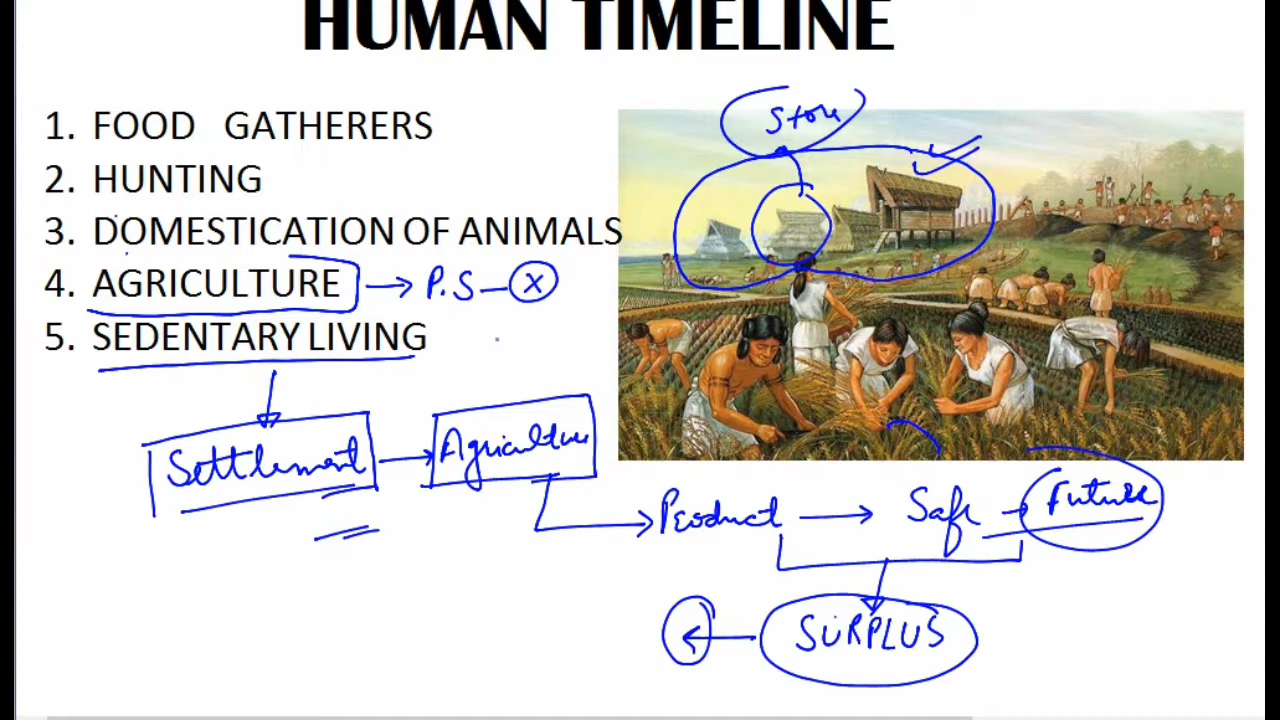 HUMAN TIMELINE
1. FOOD GATHERERS
2. HUNTING
3. DOMESTICATION OF ANIMALS
4. AGRICULTURE → P.S – X
5. SEDENTARY LIVING
Store
Settlement → Agriculture
Product → Safe → Future
SURPLUS